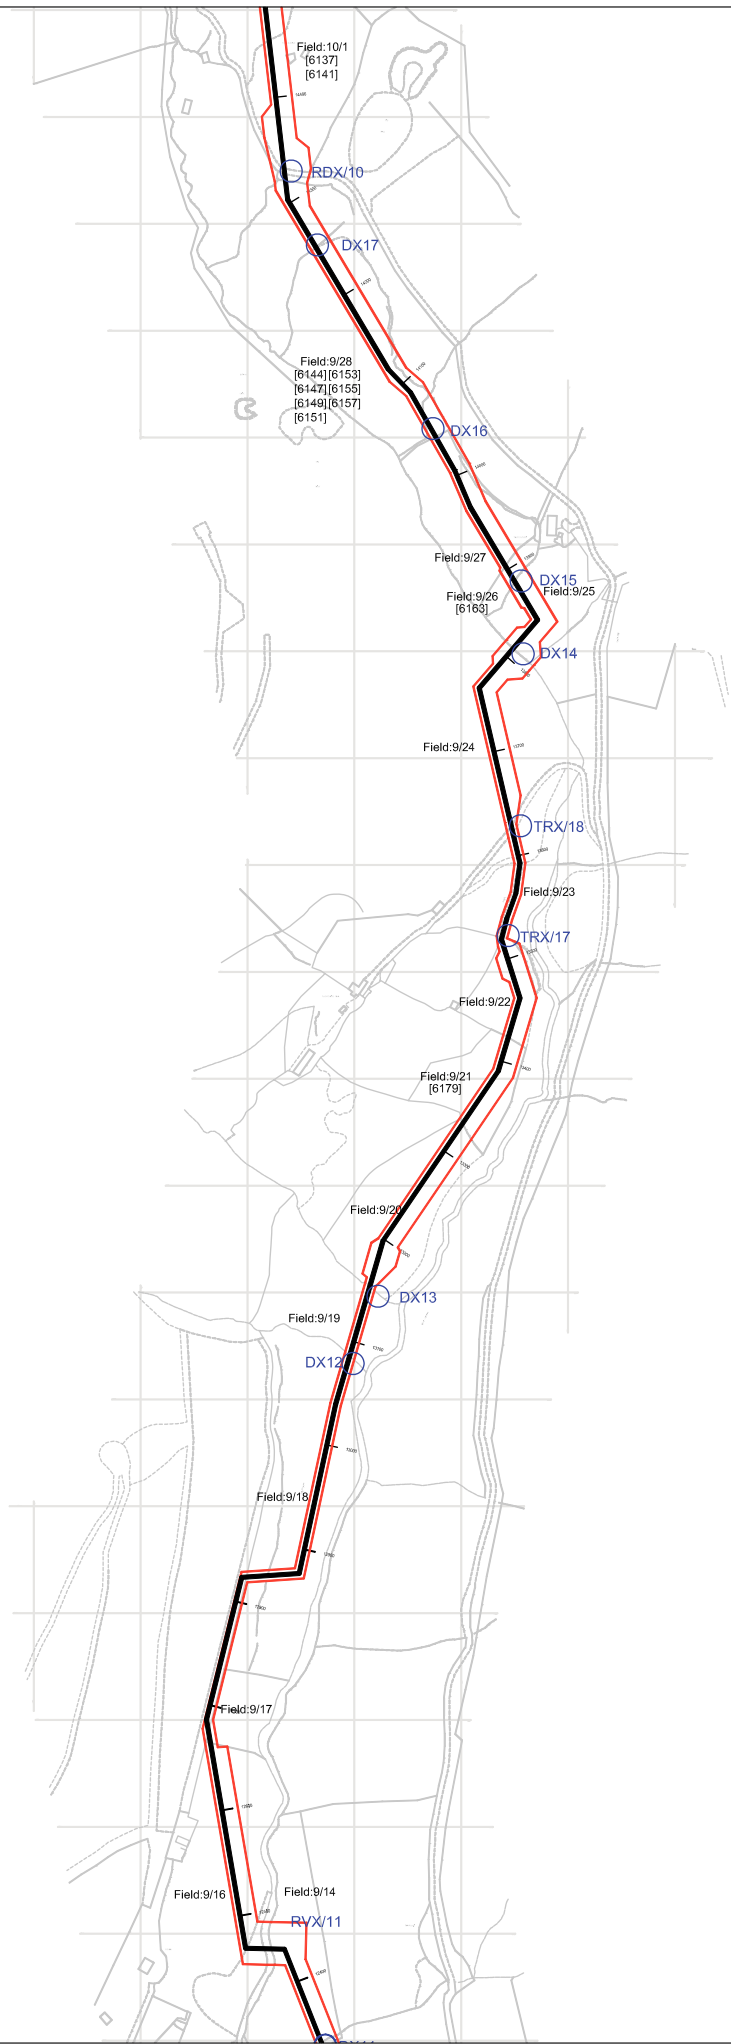 Field:10/1
[6137]
[6141]
RDX/10
DX17
Field:9/28
[6144][6153]
[6147][6155]
[6149][6157]
[6151]
DX16
Field:9/27
DX15
Field:9/25
Field:9/26
[6163]
DX14
Field:9/24
TRX/18
Field:9/23
TRX/17
Field:9/22
Field:9/21
[6179]
Field:9/20
DX13
Field:9/19
DX12
Field:9/18
Field:9/17
Field:9/16
Field:9/14
RVX/11